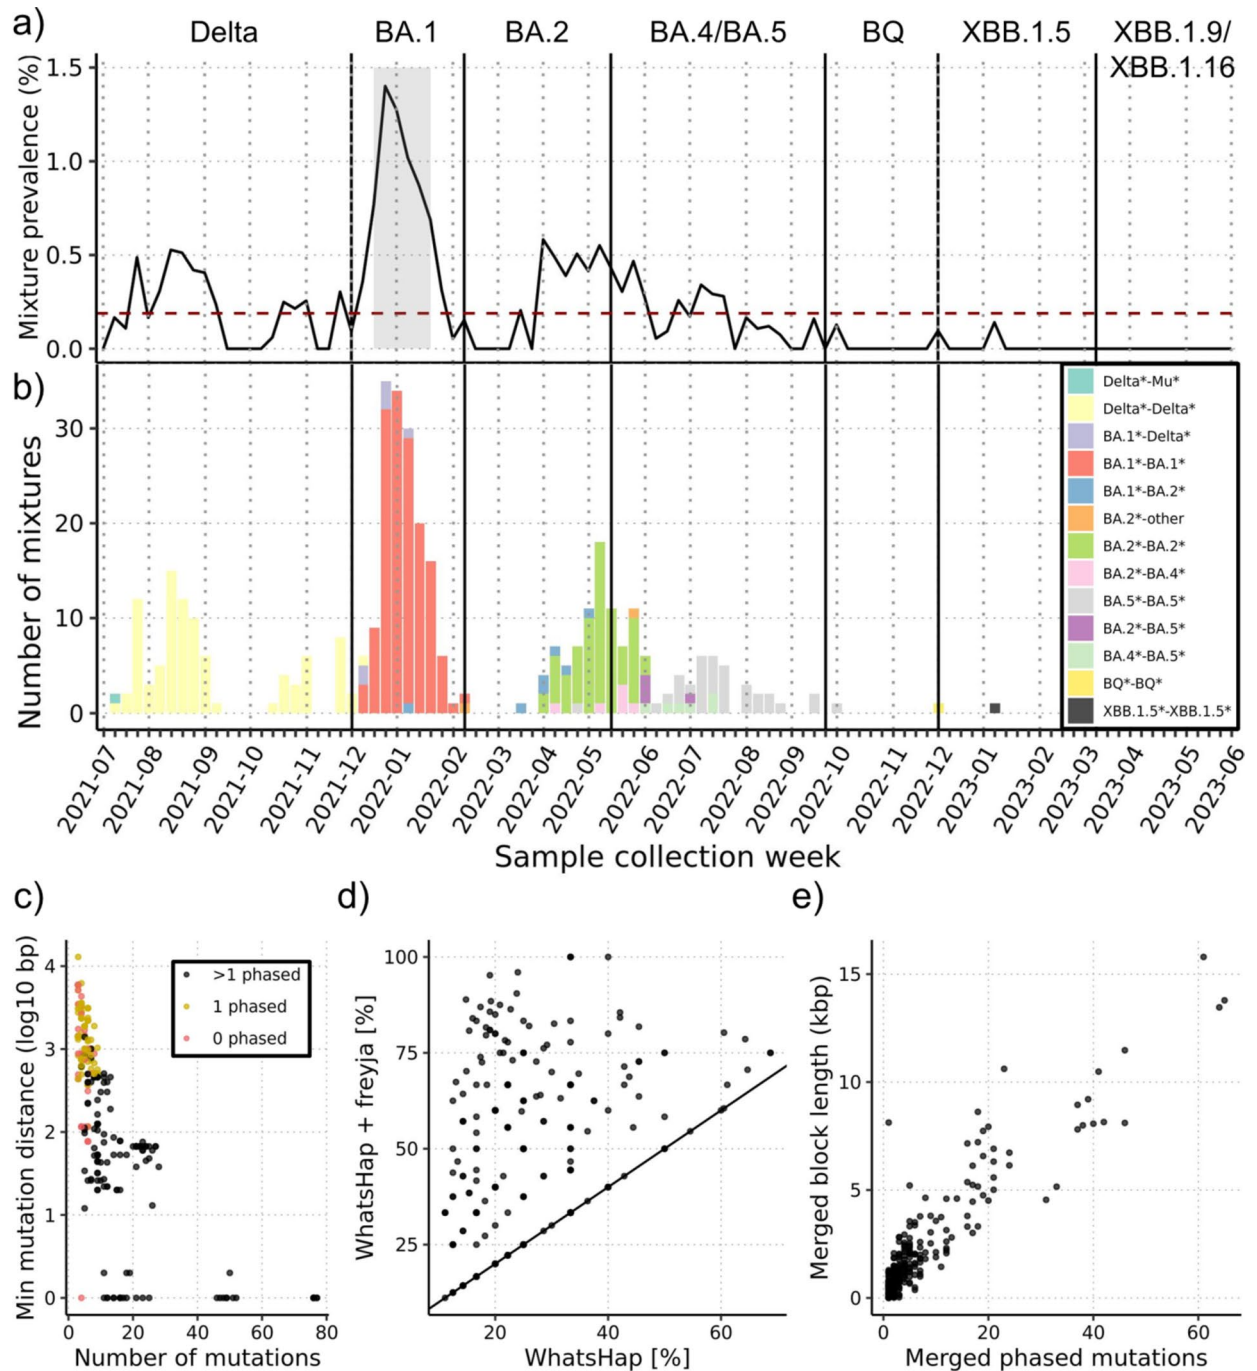 a)
Delta BA.1 BA.2 BA.4/BA.5 BQ XBB.1.5 XBB.1.9/
XBB.1.16
Mixture prevalence (%)
1.5
1.0
0.5
0.0
b)
Number of mixtures
30
20
10
0
Delta*-Mu*
Delta*-Delta*
BA.1*-Delta*
BA.1*-BA.1*
BA.1*-BA.2*
BA.2*-other
BA.2*-BA.2*
BA.2*-BA.4*
BA.5*-BA.5*
BA.2*-BA.5*
BA.4*-BA.5*
BQ*-BQ*
XBB.1.5*-XBB.1.5*
2021-07 2021-08 2021-09 2021-10 2021-11 2021-12 2022-01 2022-02 2022-03 2022-04 2022-05 2022-06 2022-07 2022-08 2022-09 2022-10 2022-11 2022-12 2023-01 2023-02 2023-03 2023-04 2023-05 2023-06
Sample collection week
c)
Min mutation distance (log10 bp)
4
3
2
1
0
>1 phased
1 phased
0 phased
0 20 40 60 80
Number of mutations
d)
WhatsHap + freyja [%]
100
75
50
25
20 40 60
WhatsHap [%]
e)
Merged block length (kbp)
15
10
5
0
0 20 40 60
Merged phased mutations